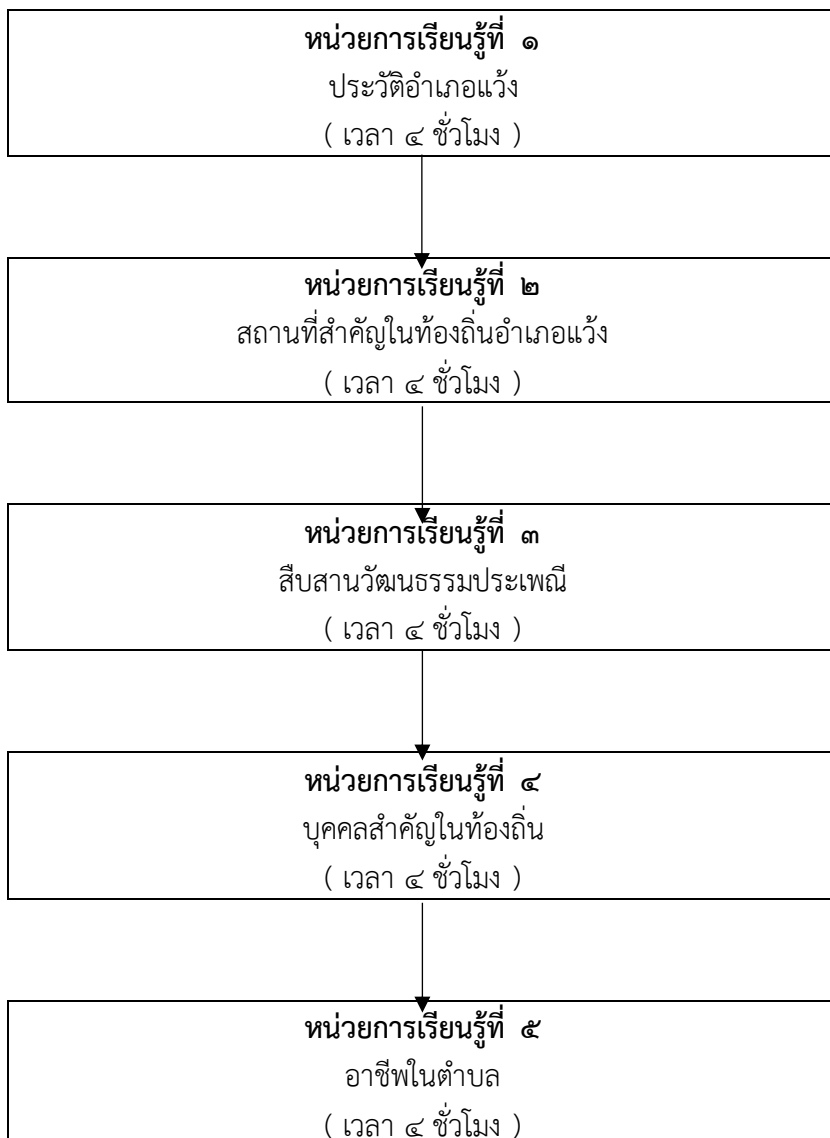 หน่วยการเรียนรู้ที่ ๑
ประวัติอำเภอแว้ง
( เวลา ๔ ชั่วโมง )
หน่วยการเรียนรู้ที่ ๒
สถานที่สำคัญในท้องถิ่นอำเภอแว้ง
( เวลา ๔ ชั่วโมง )
หน่วยการเรียนรู้ที่ ๓
สืบสานวัฒนธรรมประเพณี
( เวลา ๔ ชั่วโมง )
หน่วยการเรียนรู้ที่ ๔
บุคคลสำคัญในท้องถิ่น
( เวลา ๔ ชั่วโมง )
หน่วยการเรียนรู้ที่ ๕
อาชีพในตำบล
( เวลา ๔ ชั่วโมง )